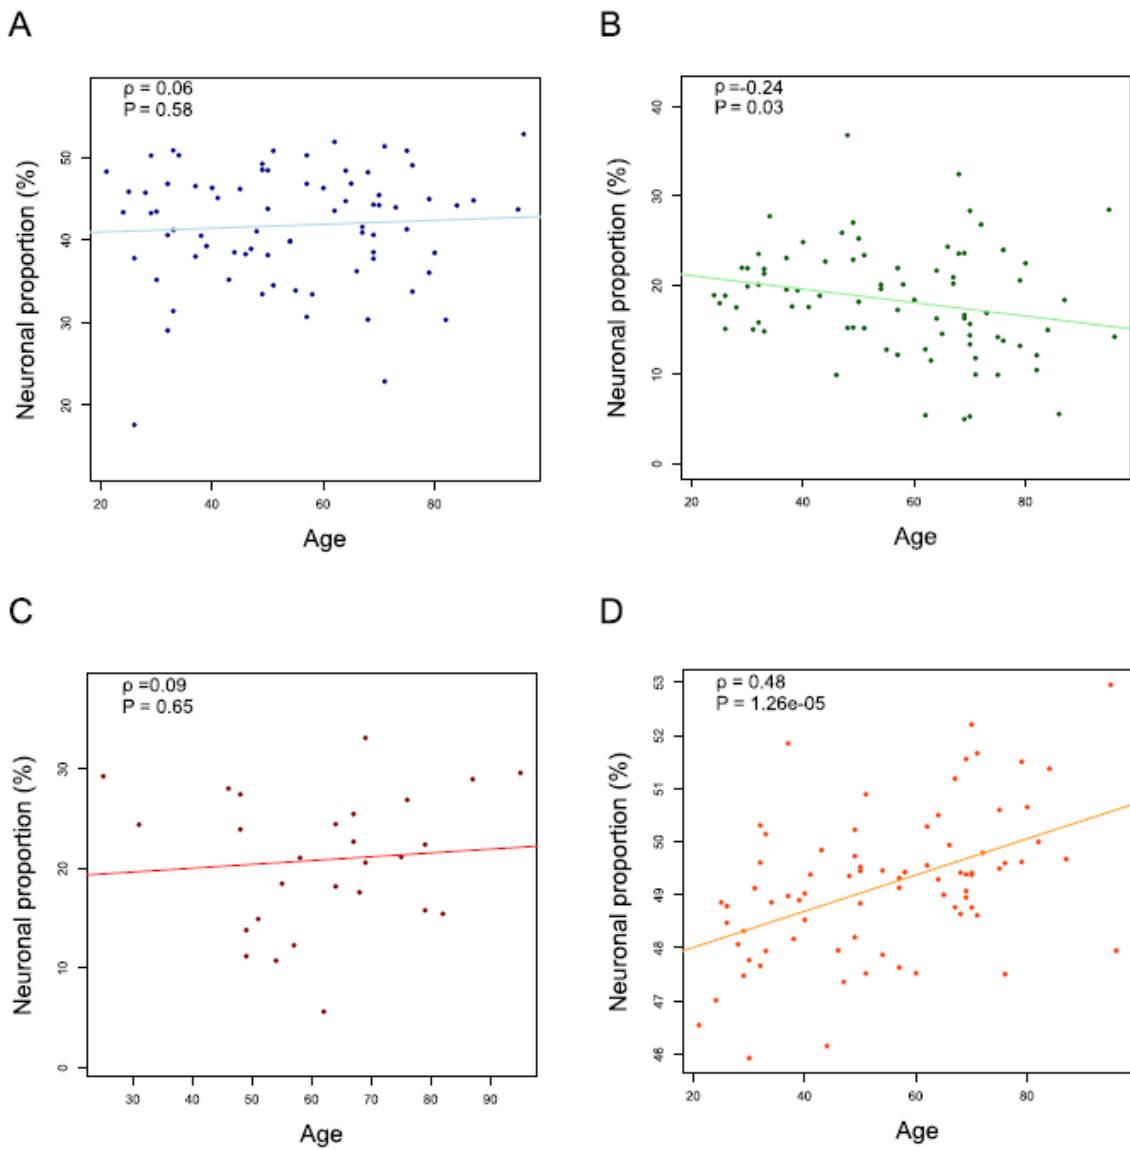 A
ρ = 0.06
P = 0.58
Neuronal proportion (%)
50
40
30
20
20
40
60
80
Age
B
ρ =-0.24
P = 0.03
Neuronal proportion (%)
40
30
20
10
0
20
40
60
80
Age
C
ρ =0.09
P = 0.65
Neuronal proportion (%)
30
20
10
0
30
40
50
60
70
80
90
Age
D
ρ = 0.48
P = 1.26e-05
Neuronal proportion (%)
53
52
51
50
49
48
47
46
20
40
60
80
Age